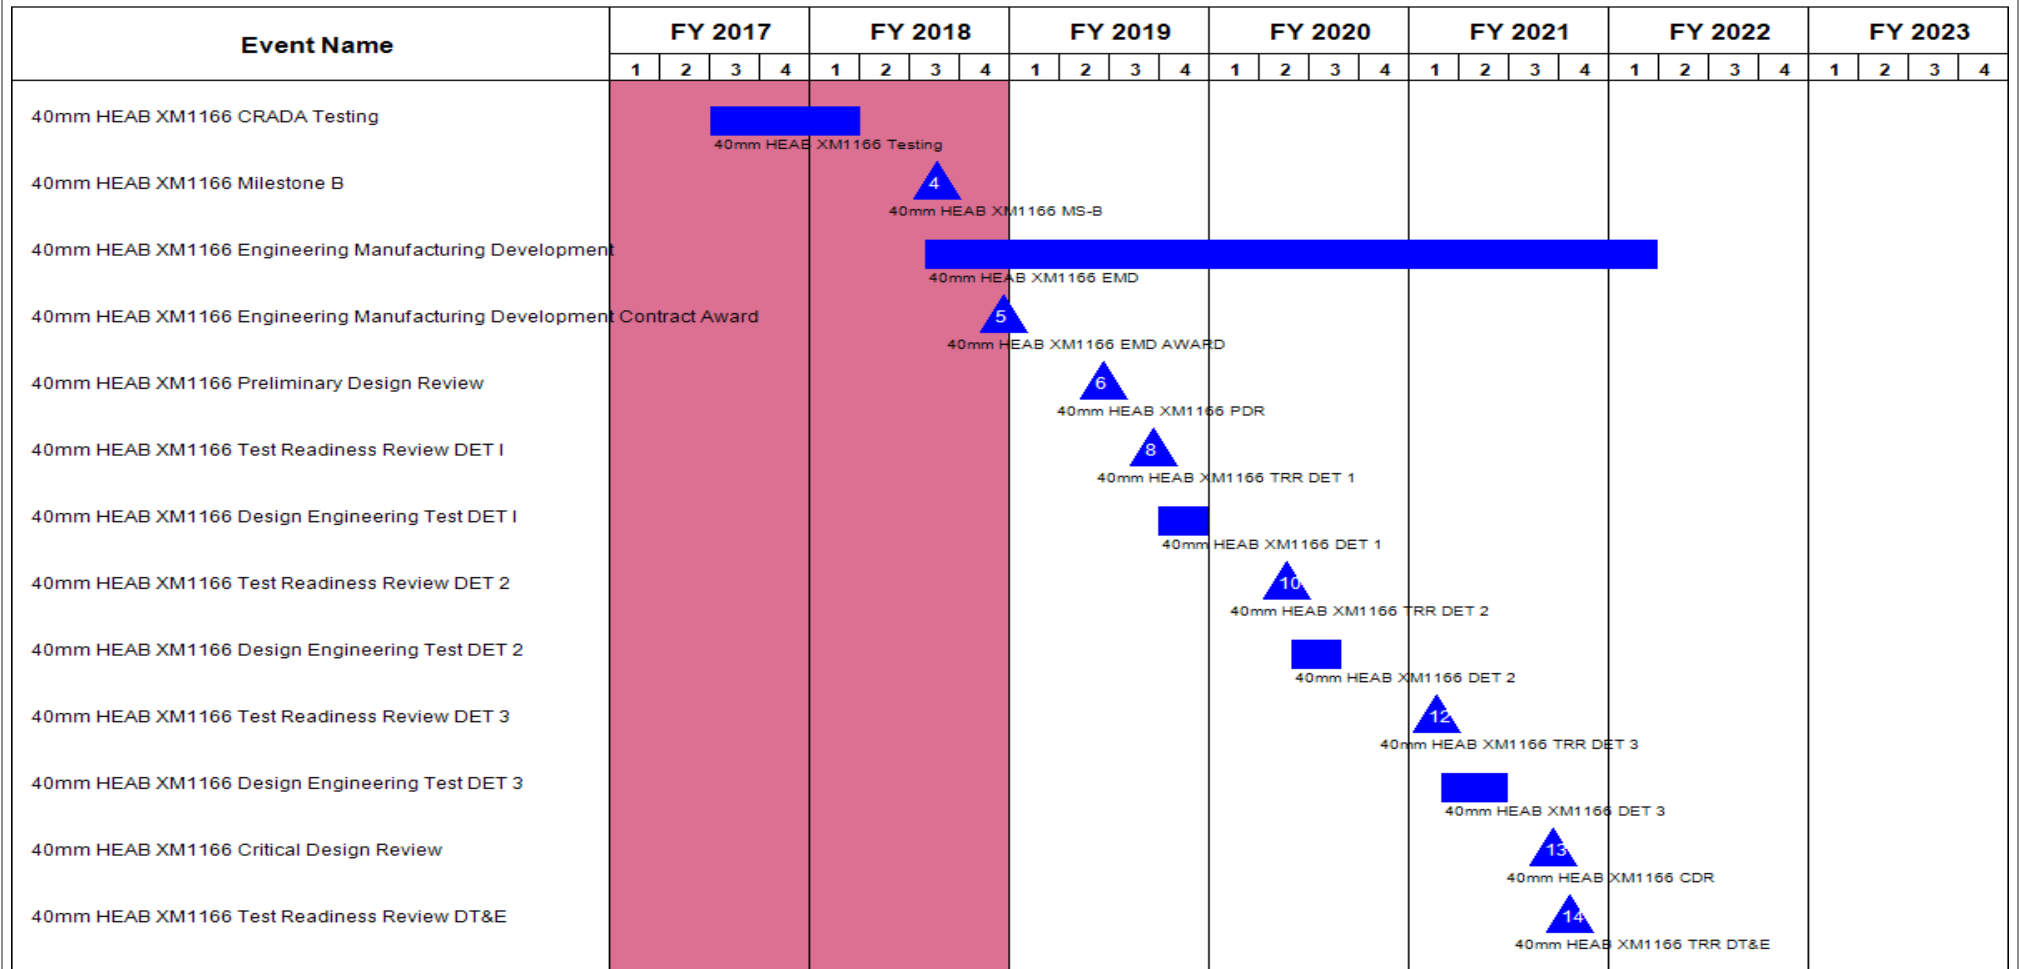 Event Name
FY 2017 FY 2018 FY 2019 FY 2020 FY 2021 FY 2022 FY 2023
1 2 3 4 1 2 3 4 1 2 3 4 1 2 3 4 1 2 3 4 1 2 3 4 1 2 3 4
40mm HEAB XM1166 CRADA Testing
40mm HEAB XM1166 Testing
40mm HEAB XM1166 Milestone B
4
40mm HEAB XM1166 MS-B
40mm HEAB XM1166 Engineering Manufacturing Development
40mm HEAB XM1166 EMD
40mm HEAB XM1166 Engineering Manufacturing Development Contract Award
5
40mm HEAB XM1166 EMD AWARD
40mm HEAB XM1166 Preliminary Design Review
6
40mm HEAB XM1166 PDR
40mm HEAB XM1166 Test Readiness Review DET I
8
40mm HEAB XM1166 TRR DET 1
40mm HEAB XM1166 Design Engineering Test DET I
40mm HEAB XM1166 DET 1
40mm HEAB XM1166 Test Readiness Review DET 2
10
40mm HEAB XM1166 TRR DET 2
40mm HEAB XM1166 Design Engineering Test DET 2
40mm HEAB XM1166 DET 2
40mm HEAB XM1166 Test Readiness Review DET 3
12
40mm HEAB XM1166 TRR DET 3
40mm HEAB XM1166 Design Engineering Test DET 3
40mm HEAB XM1166 DET 3
40mm HEAB XM1166 Critical Design Review
13
40mm HEAB XM1166 CDR
40mm HEAB XM1166 Test Readiness Review DT&E
14
40mm HEAB XM1166 TRR DT&E